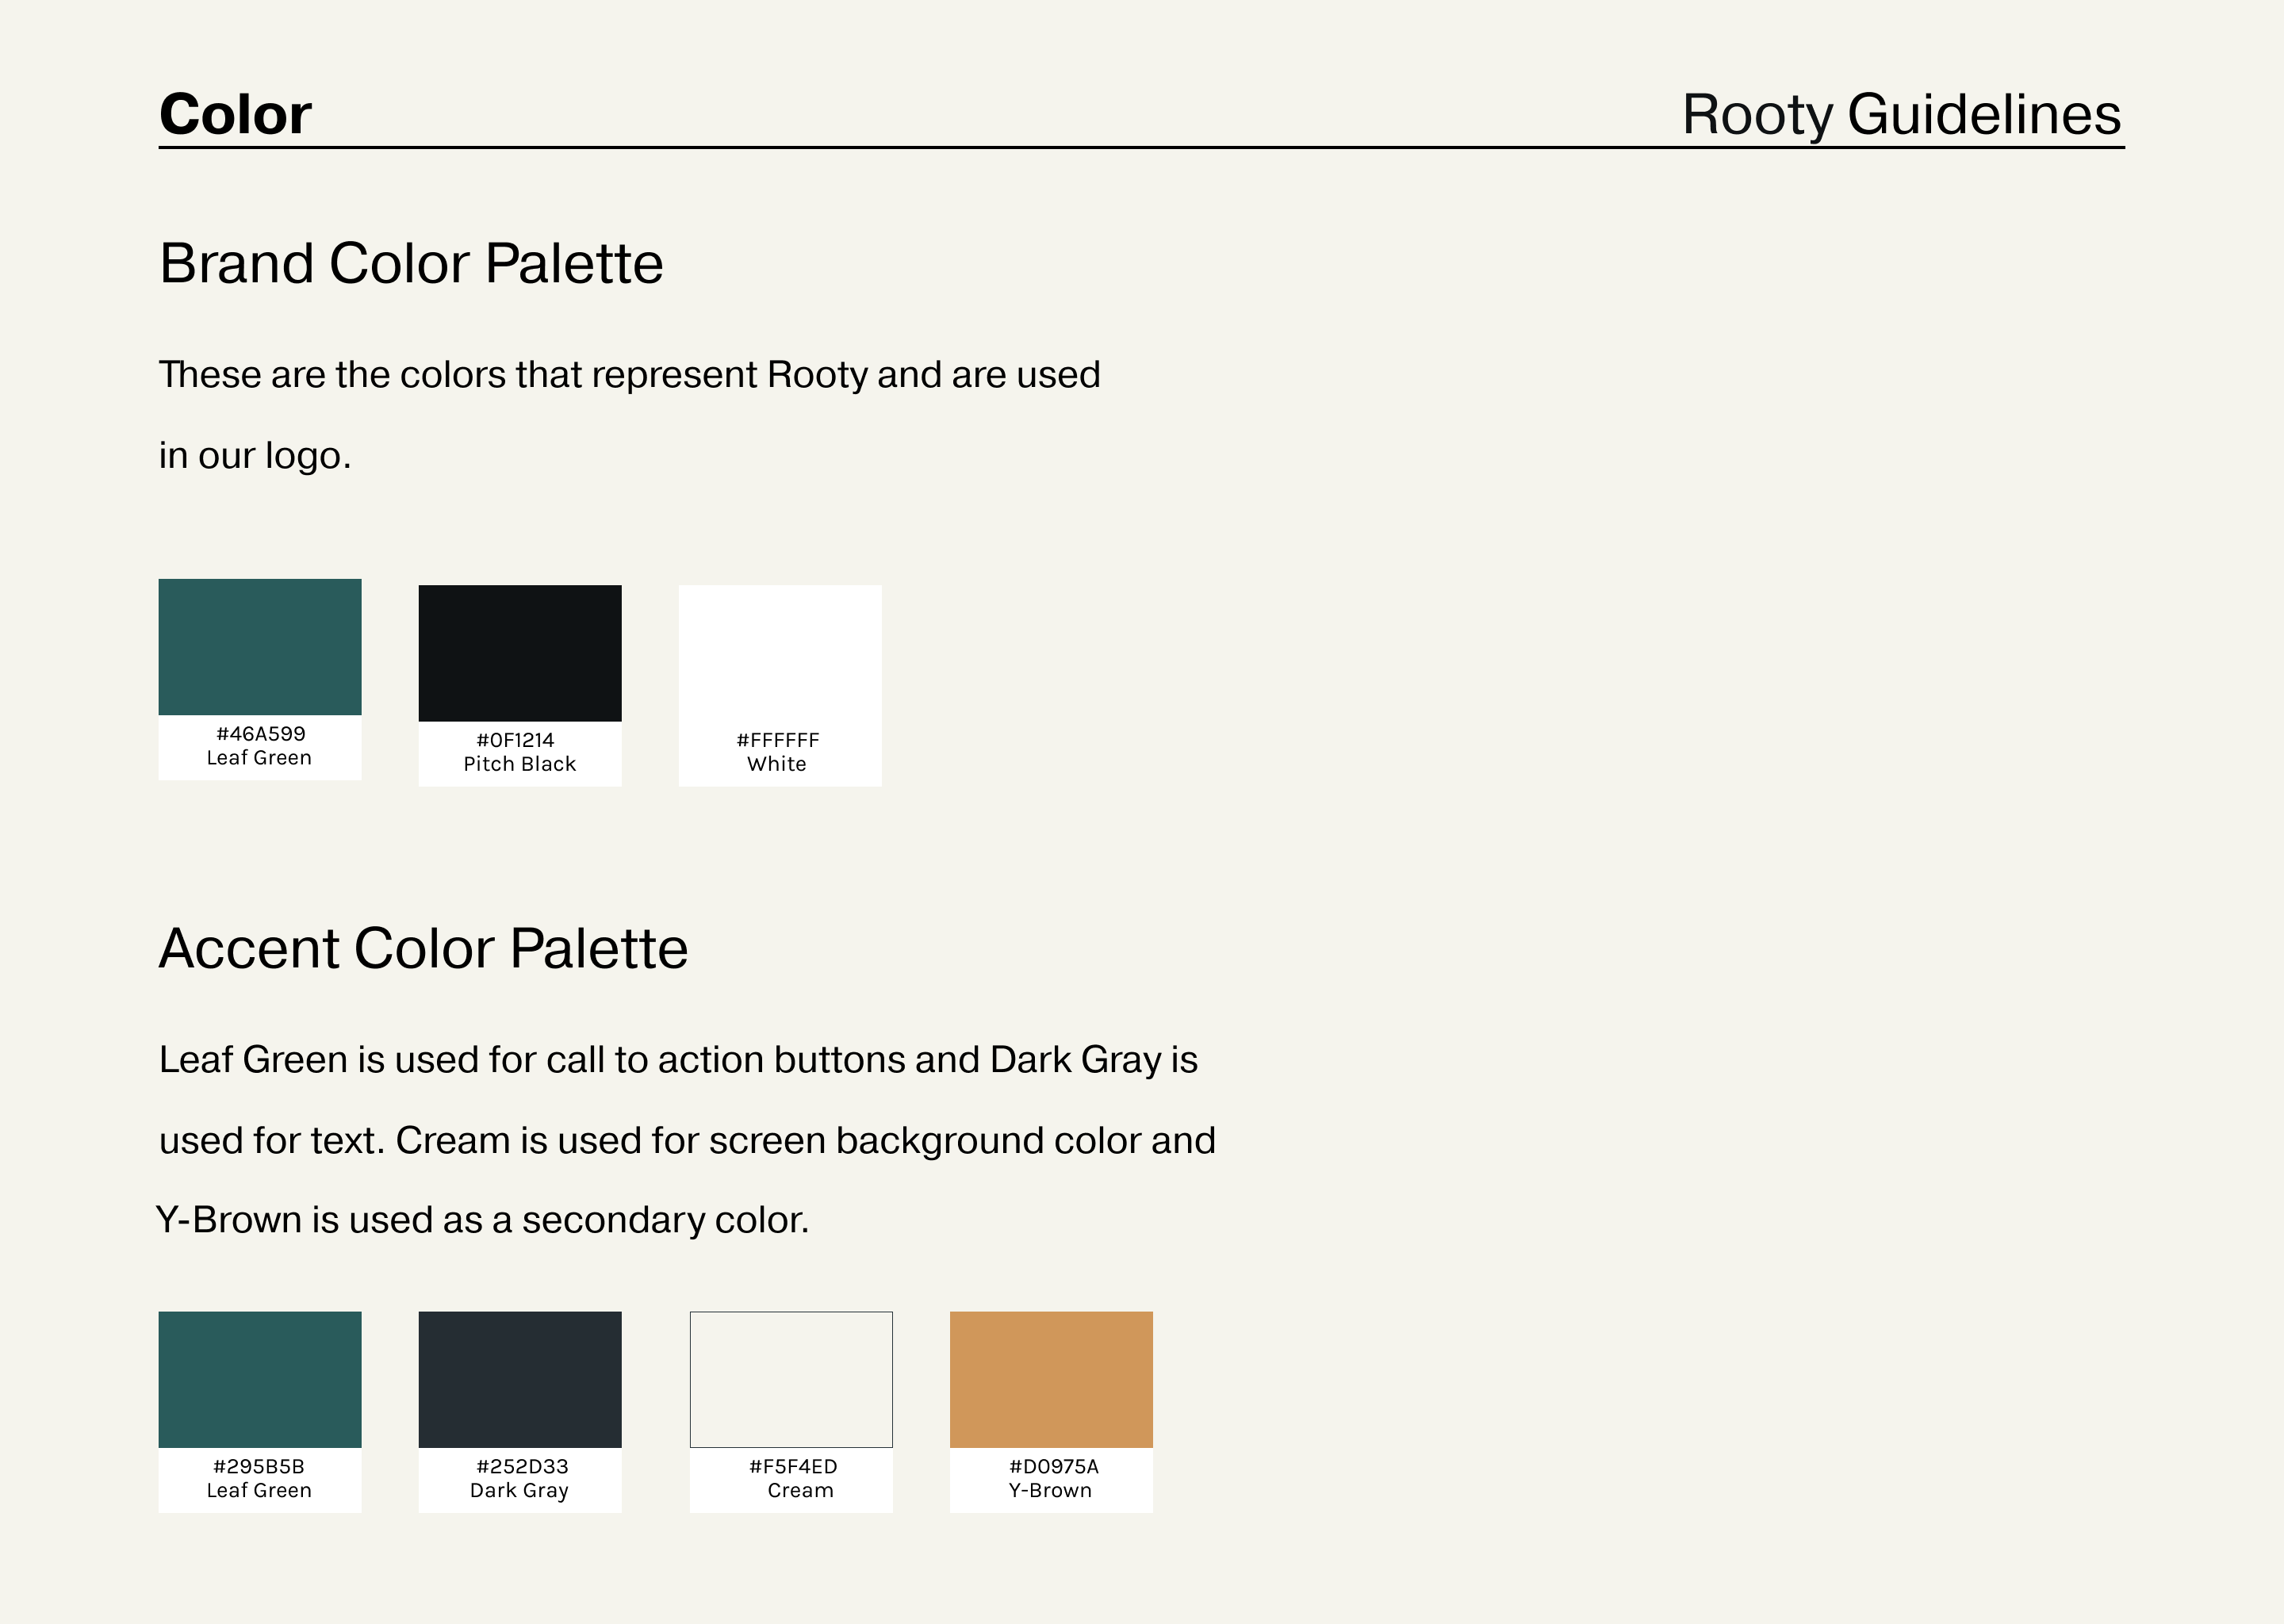 Color
Rooty Guidelines
Brand Color Palette
These are the colors that represent Rooty and are used
in our logo.
#46A599
Leaf Green
#0F1214
Pitch Black
#FFFFFF
White
Accent Color Palette
Leaf Green is used for call to action buttons and Dark Gray is
used for text. Cream is used for screen background color and
Y-Brown is used as a secondary color.
#295B5B
Leaf Green
#252D33
Dark Gray
#F5F4ED
Cream
#D0975A
Y-Brown